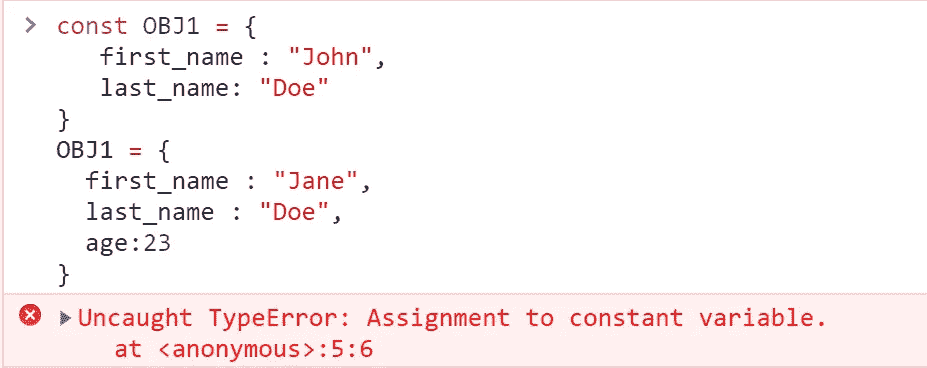 > const OBJ1 = {
first_name : "John",
last_name: "Doe"
}
OBJ1 = {
first_name : "Jane",
last_name : "Doe",
age:23
}
Uncaught TypeError: Assignment to constant variable.
at <anonymous>:5:6